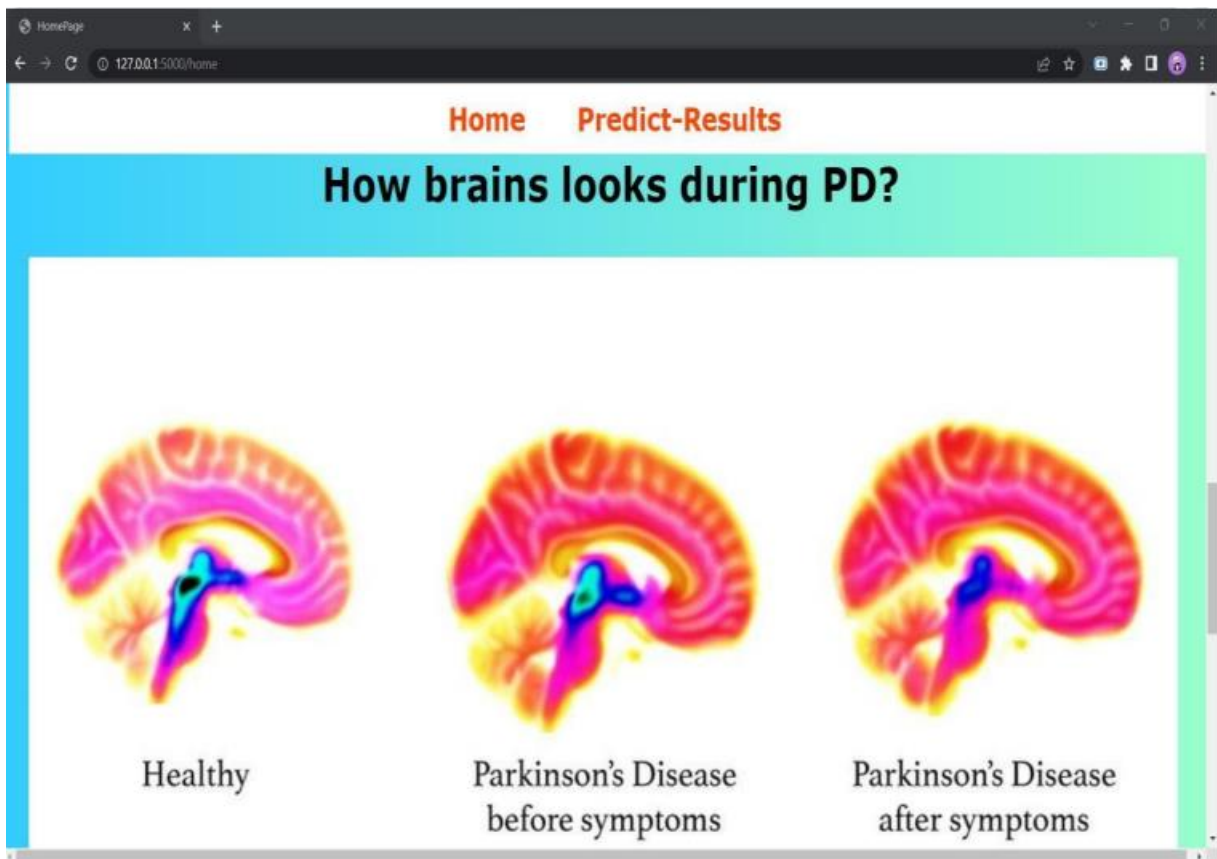 HomePage
127.0.0.1:5000/home
Home Predict-Results
How brains looks during PD?
Healthy
Parkinson's Disease
before symptoms
Parkinson's Disease
after symptoms